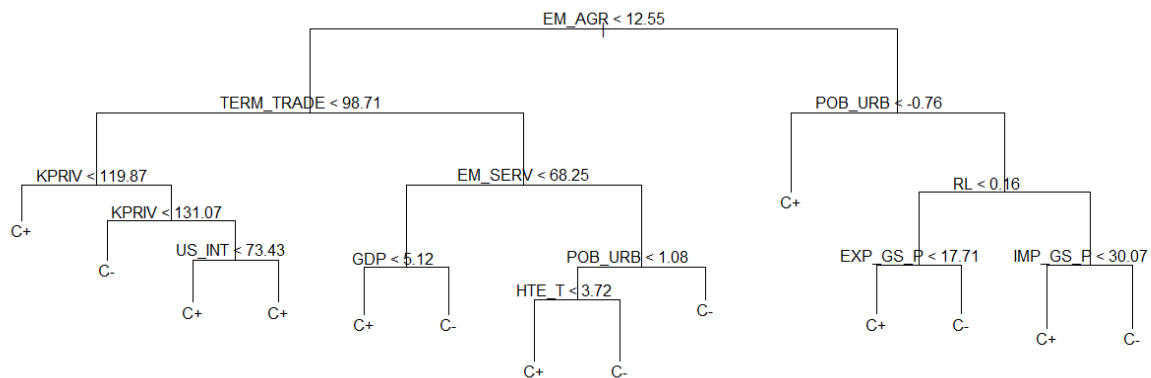 EM_AGR < 12.55
TERM_TRADE < 98.71
POB_URB < -0.76
KPRIV < 119.87
EM_SERV < 68.25
RL < 0.16
C+
KPRIV < 131.07
C+
US_INT < 73.43
GDP < 5.12
POB_URB < 1.08
EXP_GS_P < 17.71
IMP_GS_P < 30.07
C-
HTE_T < 3.72
C+
C+
C+
C-
C-
C+
C-
C+
C-
C+
C-